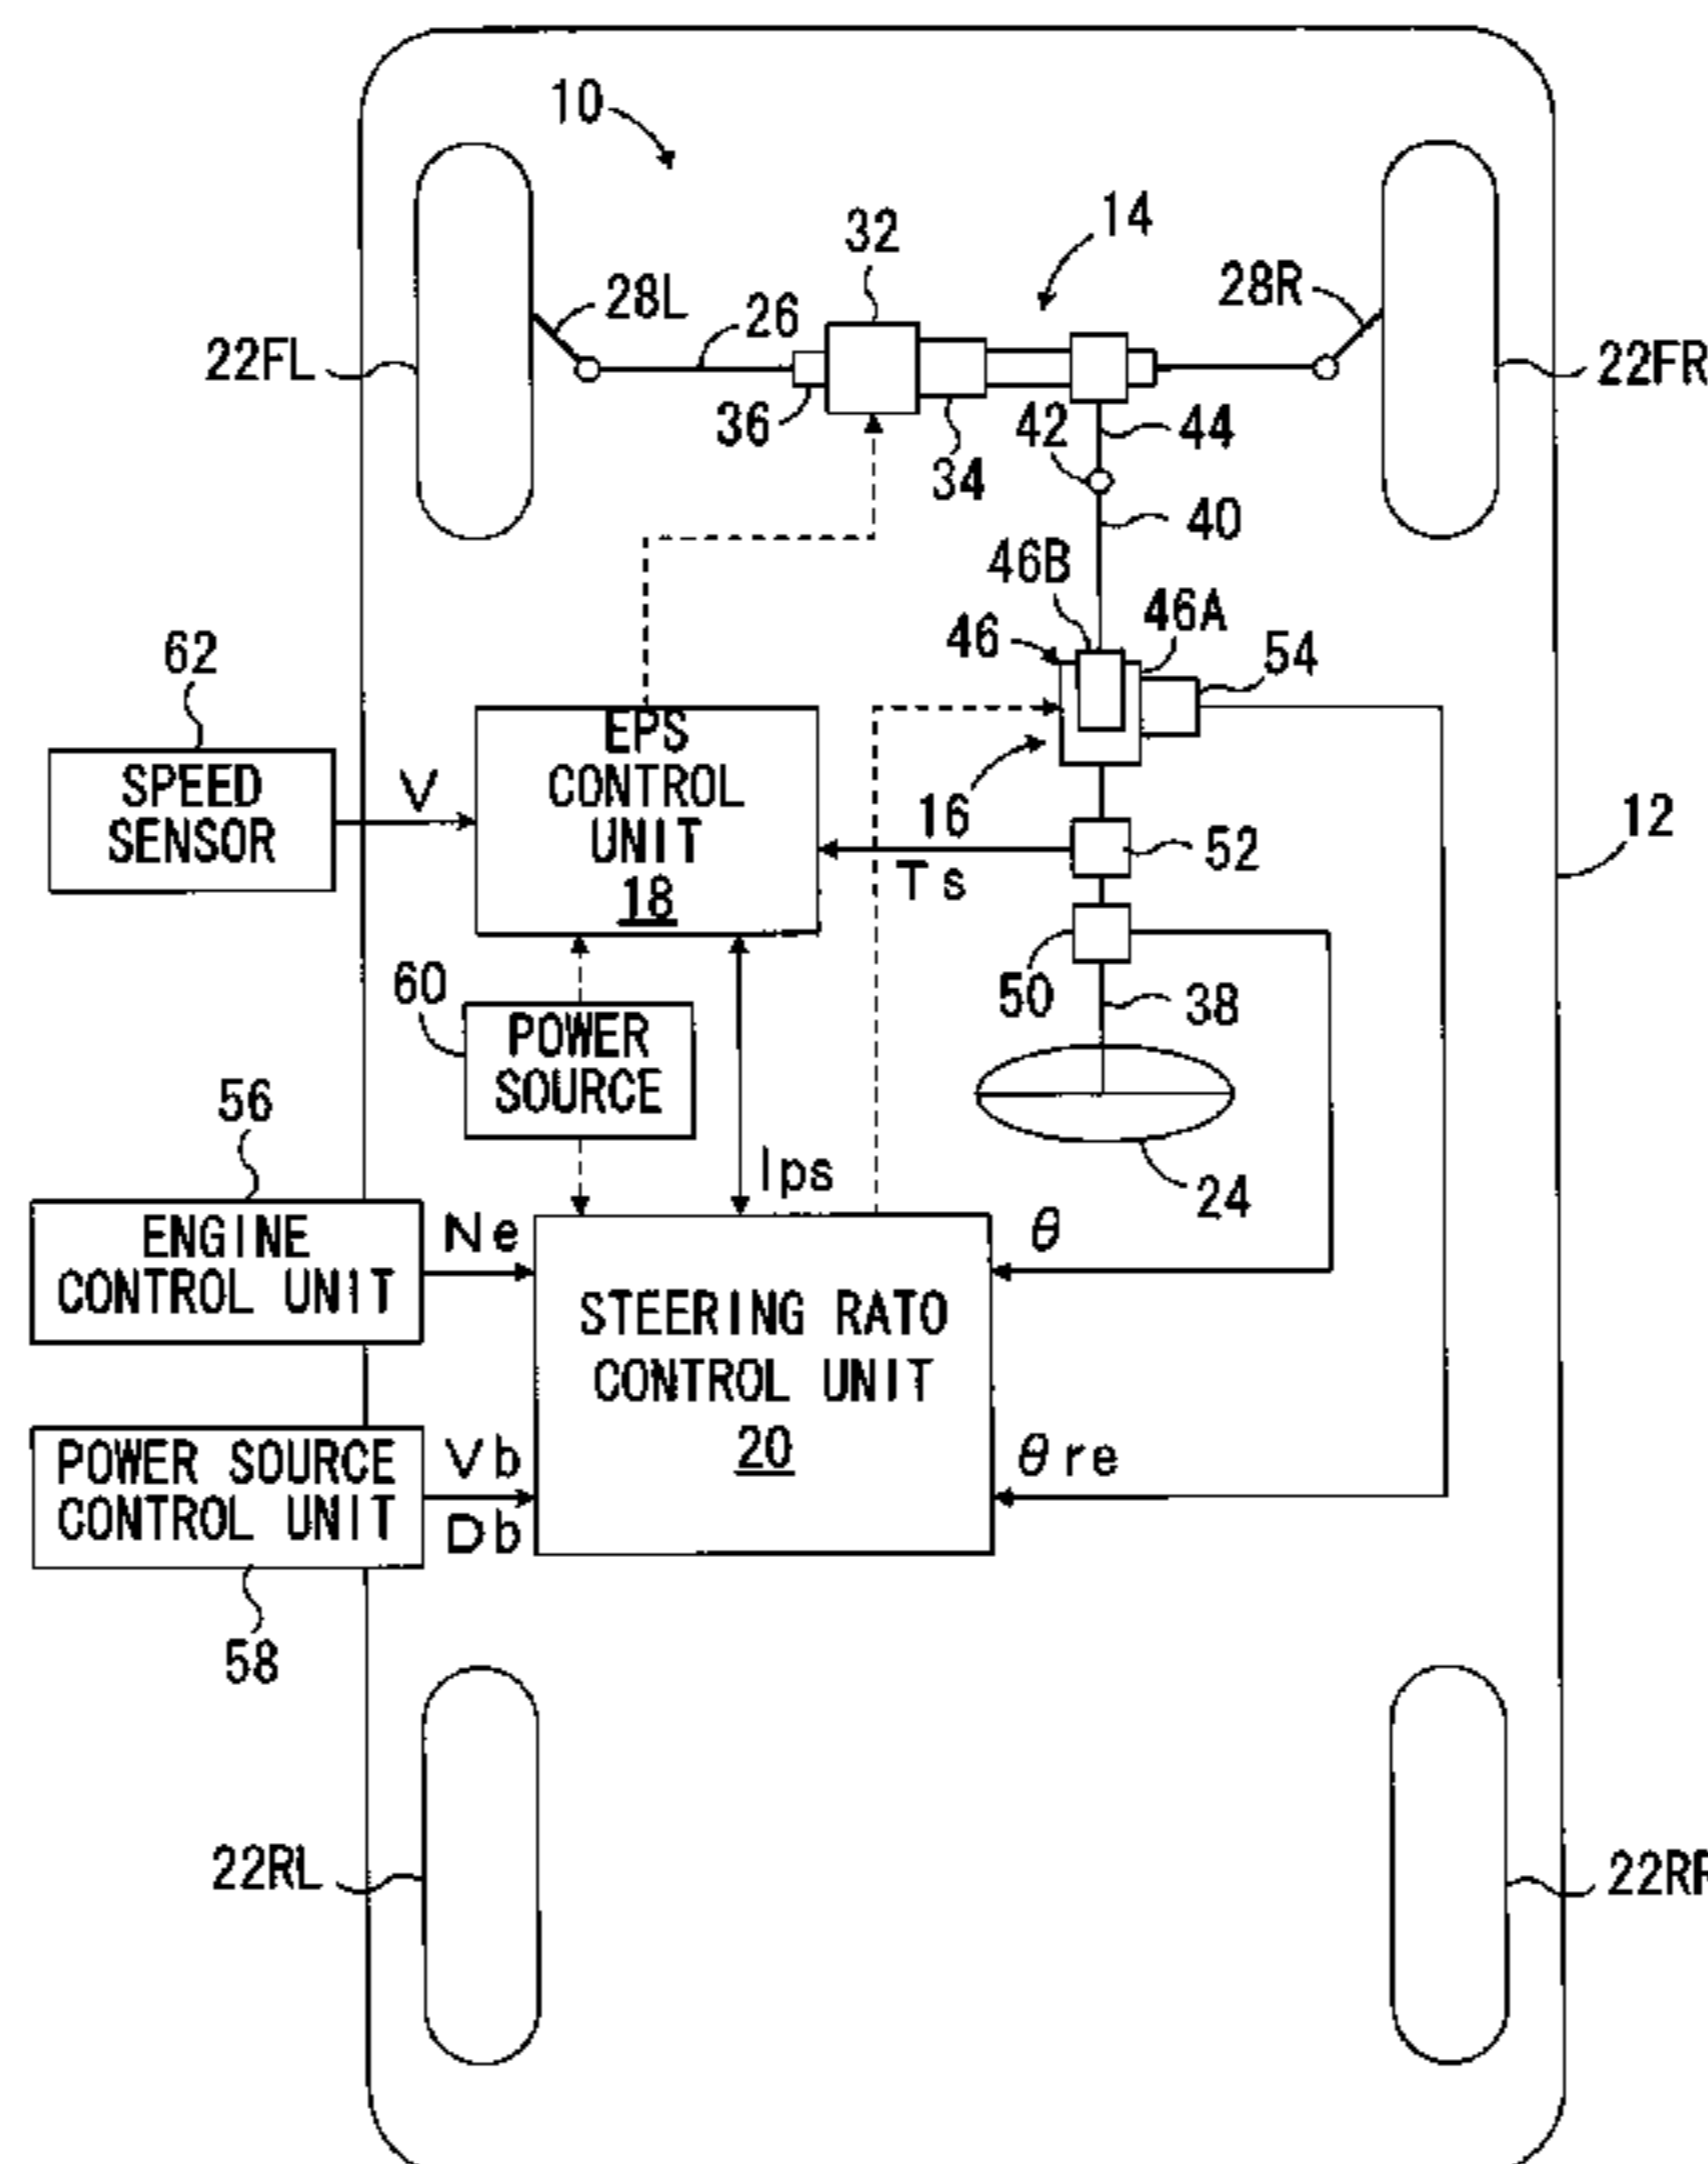 10
32
14
28L
26
28R
22FL
22FR
36
34
42
44
40
46B
46A
46
54
62
EPS
CONTROL
UNIT
18
SPEED
SENSOR
V
16
12
52
Ts
60
50
38
POWER
SOURCE
56
Ips
24
ENGINE
CONTROL UNIT
Ne
θ
STEERING RATO
CONTROL UNIT
20
POWER SOURCE
CONTROL UNIT
Vb
Db
θre
58
22RL
22RR